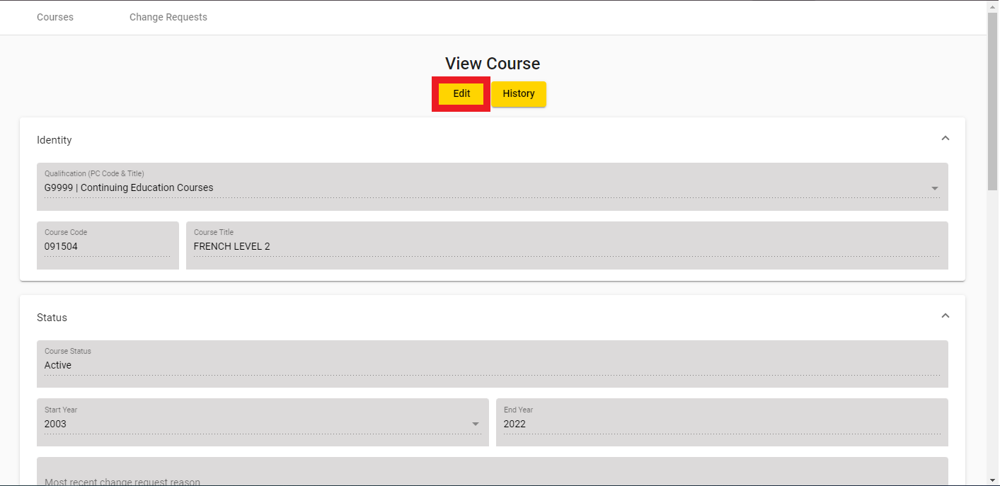 Courses Change Requests
View Course
Edit History
Identity
Qualification (PC Code & Title)
G9999 | Continuing Education Courses
Course Code Course Title
091504 FRENCH LEVEL 2
Status
Course Status
Active
Start Year End Year
2003 2022
Most recent change request reason